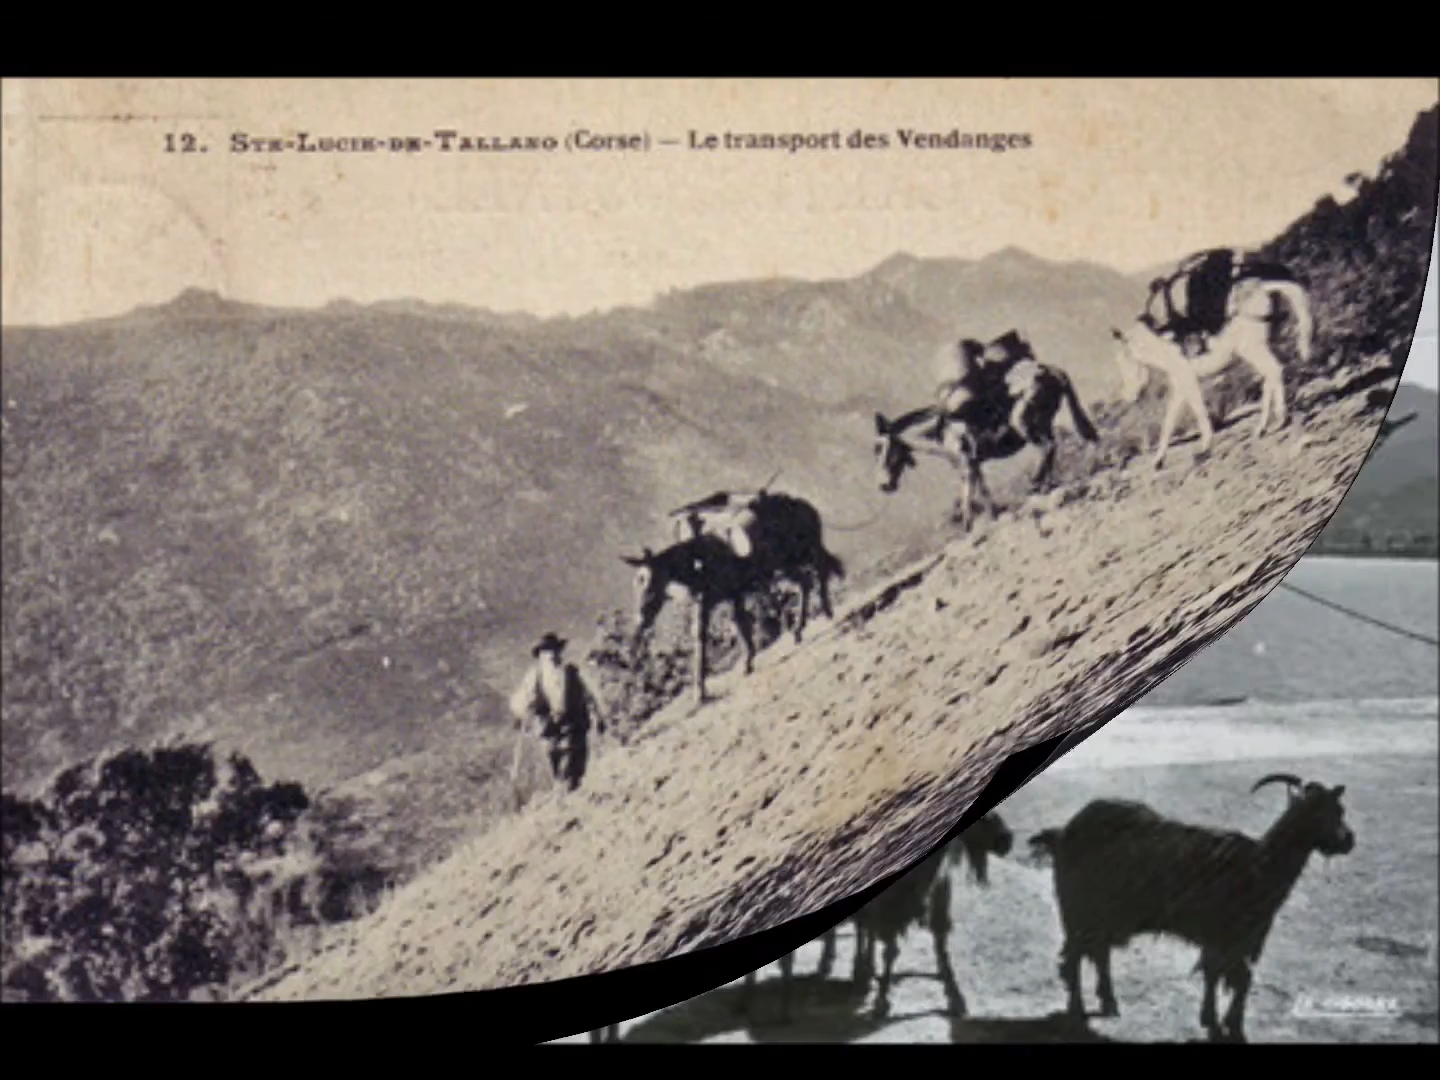 12. STE-LUCIE-DE-TALLANO (Corse) — Le transport des Vendanges